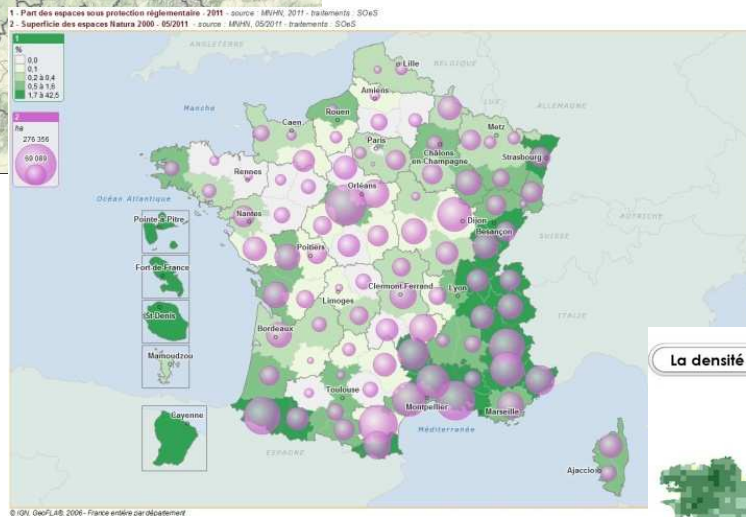 1 - Part des espaces sous protection réglementaire - 2011 - source : MNHN, 2011 - traitements : SOeS
2 - Superficie des espaces Natura 2000 - 05/2011 - source : MNHN, 05/2011 - traitements : SOeS
1
%
0,0
0,1
0,2 à 0,4
0,5 à 1,6
1,7 à 42,5
2
ha
276 356
69 089
ANGLETERRE
BELGIQUE
LUX
ALLEMAGNE
Manche
Lille
Amiens
Rouen
Caen
Paris
Metz
Châlons
en-Champagne
Strasbourg
Rennes
Orléans
Océan Atlantique
Nantes
Dijon
Besançon
AUTRICHE
SUISSE
Pointe-à-Pitre
Poitiers
Fort-de-France
Limoges
Clermont-Ferrand
Lyon
ITALIE
St-Denis
Bordeaux
Mamoudzou
La densité
Toulouse
Montpellier
Marseille
Cayenne
Méditerranée
ESPAGNE
Ajaccio
© IGN, GeoFLA®, 2006 - France entière par département